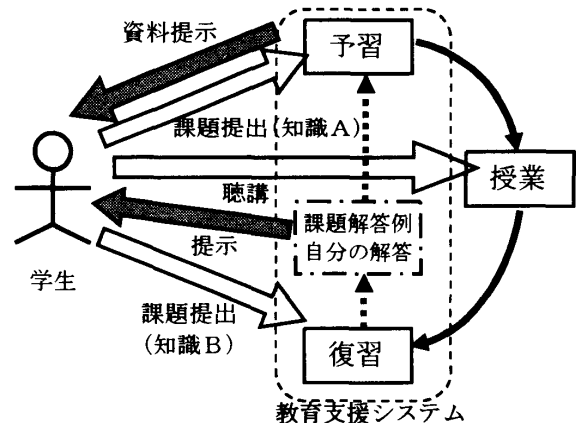 資料提示
予習
課題提出(知識A)
授業
聴講
課題解答例
自分の解答
提示
学生
課題提出
(知識B)
復習
教育支援システム